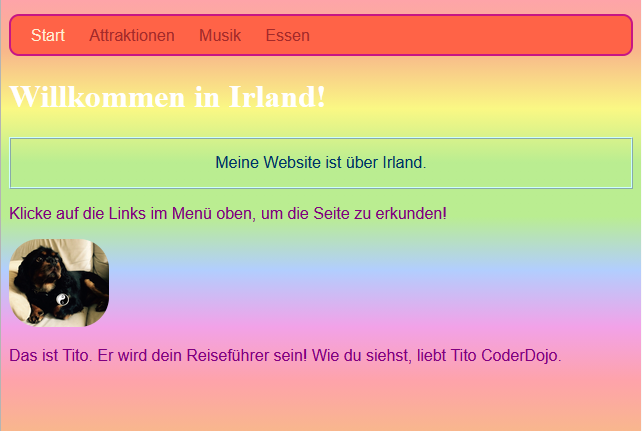 Start Attraktionen Musik Essen
Willkommen in Irland!
Meine Website ist über Irland.
Klicke auf die Links im Menü oben, um die Seite zu erkunden!
Das ist Tito. Er wird dein Reiseführer sein! Wie du siehst, liebt Tito CoderDojo.